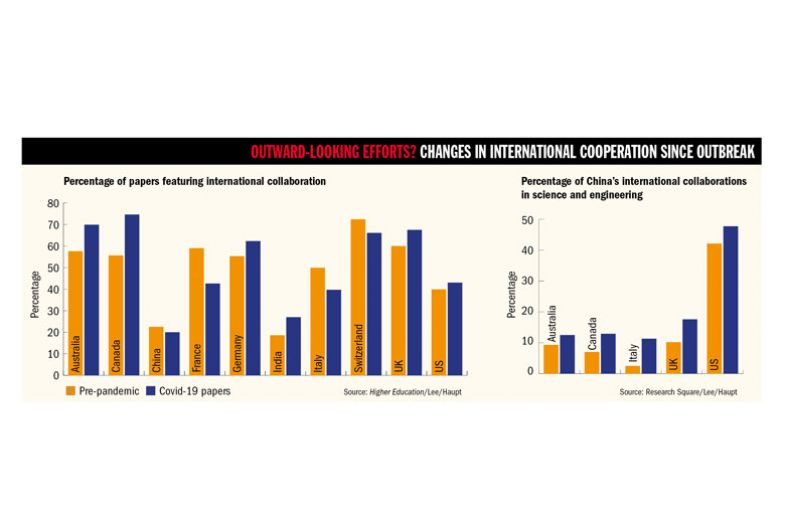 OUTWARD-LOOKING EFFORTS? CHANGES IN INTERNATIONAL COOPERATION SINCE OUTBREAK
Percentage of papers featuring international collaboration
80
70
60
50
40
30
20
10
0
Percentage
Australia
Canada
China
France
Germany
India
Italy
Switzerland
UK
US
Pre-pandemic Covid-19 papers
Source: Higher Education/Lee/Haupt
Percentage of China's international collaborations
in science and engineering
50
40
30
20
10
0
Percentage
Australia
Canada
Italy
UK
US
Source: Research Square/Lee/Haupt